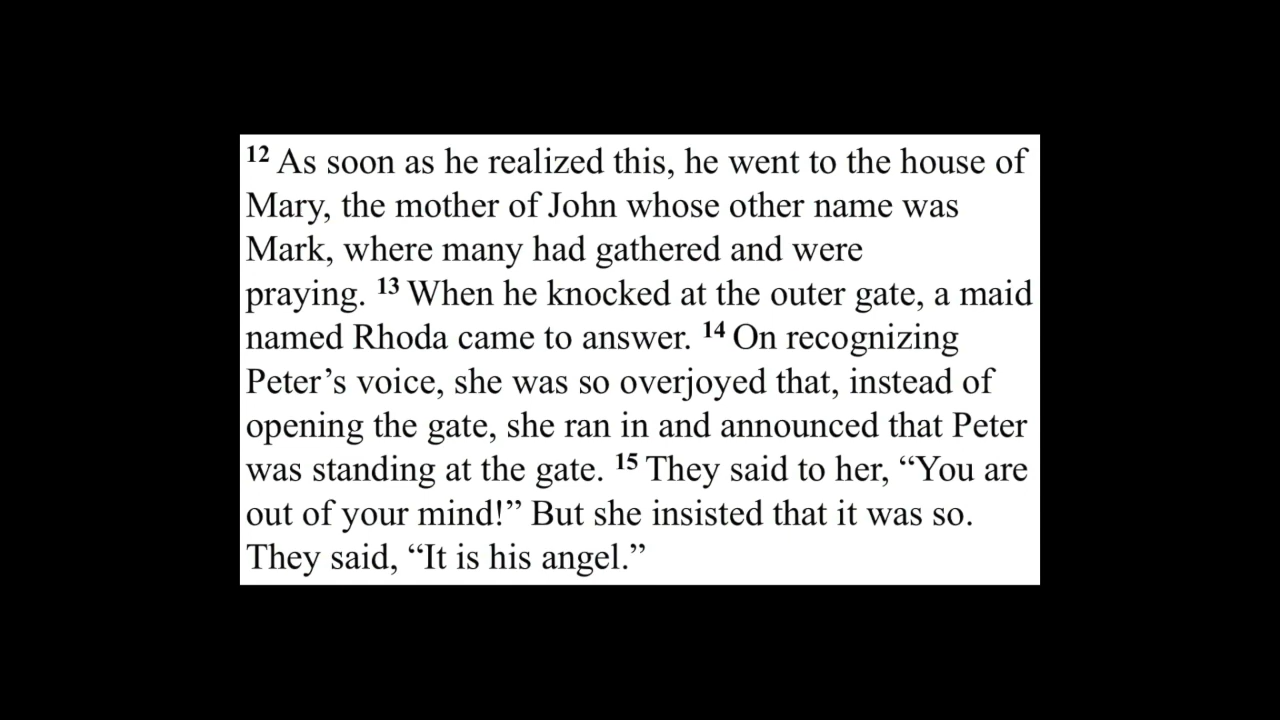 12 As soon as he realized this, he went to the house of
Mary, the mother of John whose other name was
Mark, where many had gathered and were
praying. 13 When he knocked at the outer gate, a maid
named Rhoda came to answer. 14 On recognizing
Peter’s voice, she was so overjoyed that, instead of
opening the gate, she ran in and announced that Peter
was standing at the gate. 15 They said to her, “You are
out of your mind!” But she insisted that it was so.
They said, “It is his angel.”